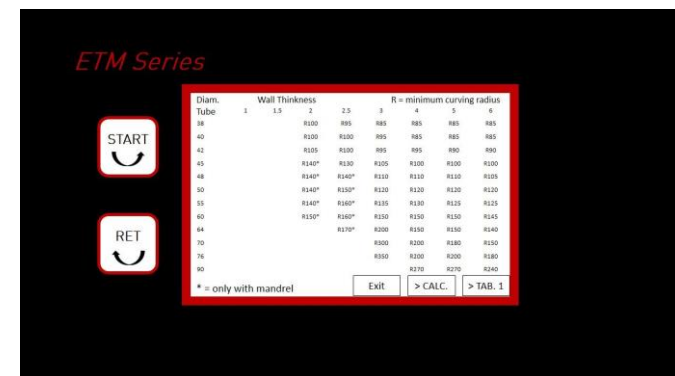 ETM Series
START
RET
Diam. Wall Thinkness R = minimum curving radius
Tube 1 1.5 2 2.5 3 4 5 6
38 R100 R95 R85 R85 R85 R85
40 R100 R100 R95 R85 R85 R85
42 R105 R100 R95 R95 R90 R90
45 R140* R130 R105 R100 R100 R100
48 R140* R140* R110 R110 R110 R105
50 R140* R150* R120 R120 R120 R120
55 R140* R160* R135 R130 R125 R125
60 R150* R160* R150 R150 R150 R145
64 R170* R200 R150 R150 R140
70 R300 R200 R180 R150
76 R350 R200 R200 R180
90 R270 R270 R240
* = only with mandrel Exit > CALC. > TAB. 1